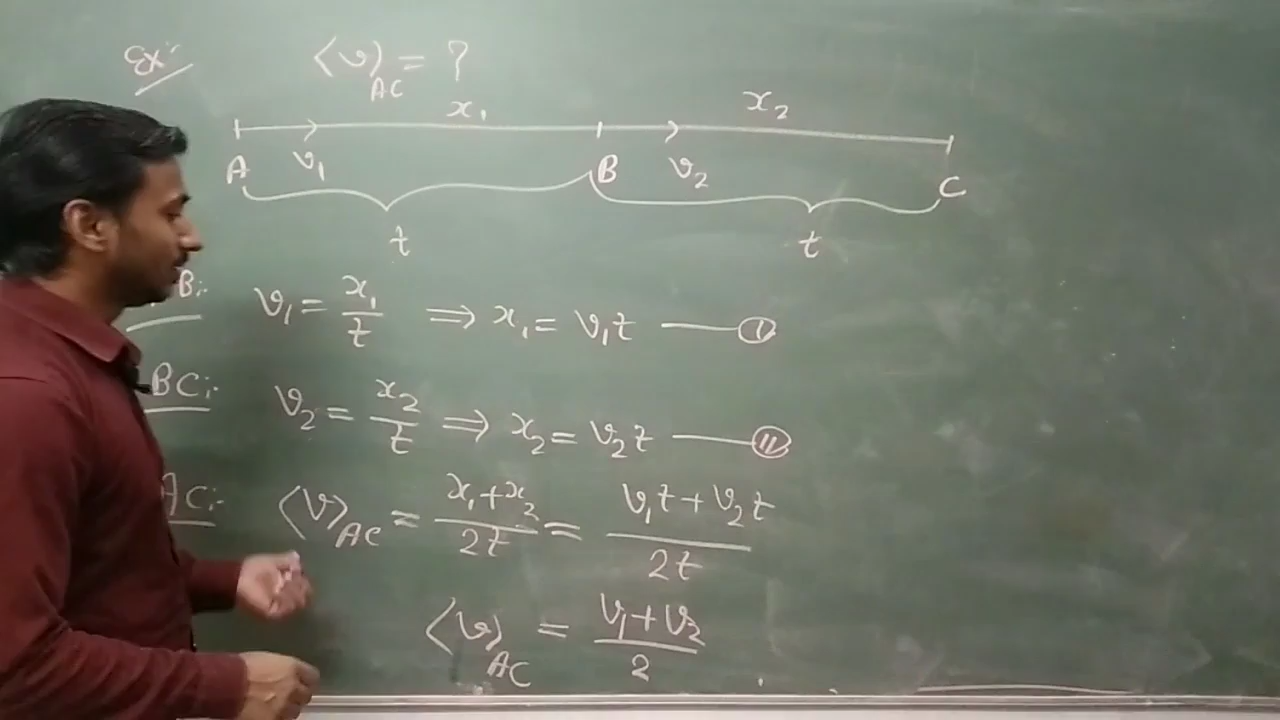 Ex:- ⟨v⟩AC = ?
x₁ x₂
A v₁ B v₂ C
t t
B:- v₁ = x₁/t ⟹ x₁ = v₁t —— (I)
BC:- v₂ = x₂/t ⟹ x₂ = v₂t —— (II)
AC:- ⟨v⟩AC = (x₁+x₂)/2t = (v₁t + v₂t)/2t
⟨v⟩AC = (v₁+v₂)/2